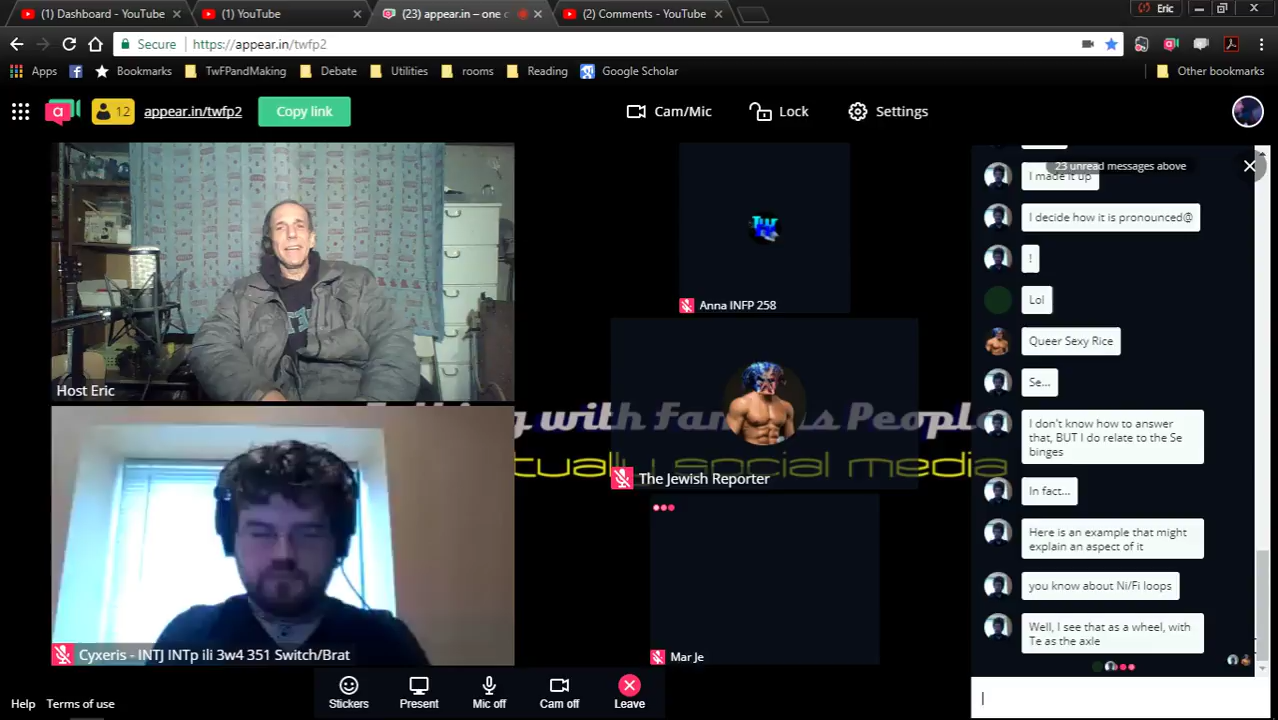 (1) Dashboard - YouTube
(1) YouTube
(23) appear.in – one c
(2) Comments - YouTube
Eric
Secure
https://appear.in/twfp2
Apps
Bookmarks
TwFPandMaking
Debate
Utilities
rooms
Reading
Google Scholar
Other bookmarks
12
appear.in/twfp2
Copy link
Cam/Mic
Lock
Settings
Host Eric
Anna INFP 258
The Jewish Reporter
Cyxeris - INTJ INTp ili 3w4 351 Switch/Brat
Mar Je
g with Fam s Peopl
tually social media
23 unread messages above
I made it up
I decide how it is pronounced@
!
Lol
Queer Sexy Rice
Se...
I don't know how to answer
that, BUT I do relate to the Se
binges
In fact...
Here is an example that might
explain an aspect of it
you know about Ni/Fi loops
Well, I see that as a wheel, with
Te as the axle
Help
Terms of use
Stickers
Present
Mic off
Cam off
Leave